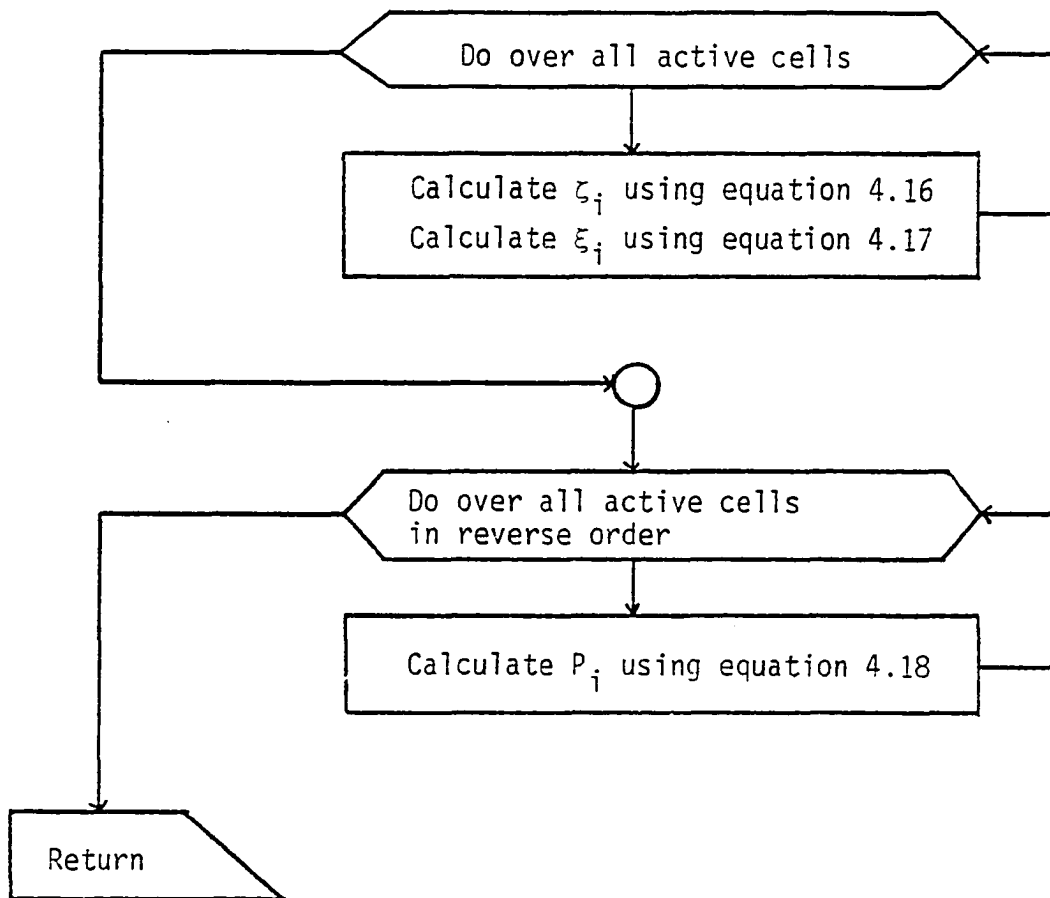 Do over all active cells
Calculate ζᵢ using equation 4.16
Calculate ξᵢ using equation 4.17
Do over all active cells
in reverse order
Calculate Pᵢ using equation 4.18
Return